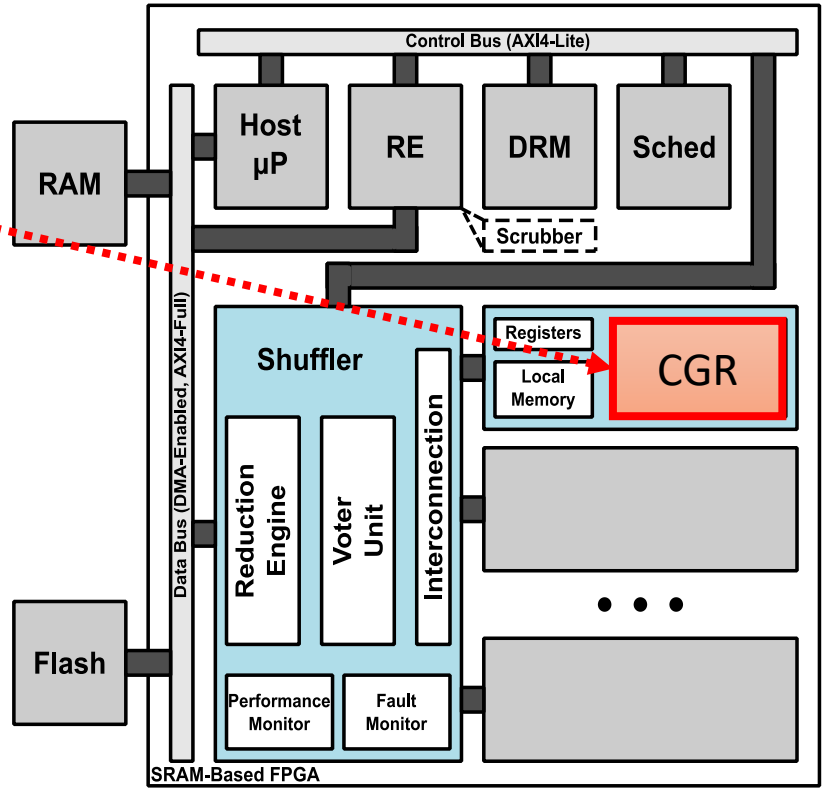 Control Bus (AXI4-Lite)
Host
µP
RE
DRM
Sched
RAM
Scrubber
Data Bus (DMA-Enabled, AXI4-Full)
Shuffler
Registers
Local
Memory
CGR
Reduction
Engine
Voter
Unit
Interconnection
Flash
Performance
Monitor
Fault
Monitor
SRAM-Based FPGA